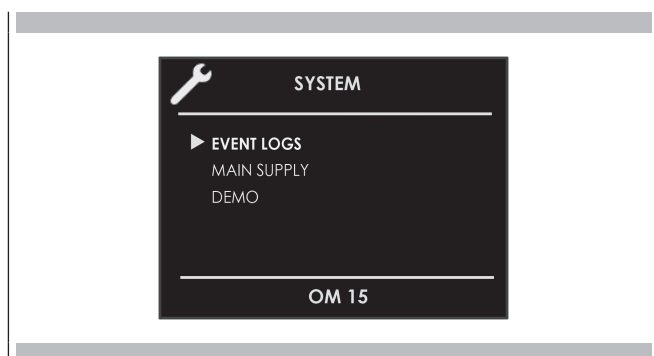 SYSTEM
EVENT LOGS
MAIN SUPPLY
DEMO
OM 15